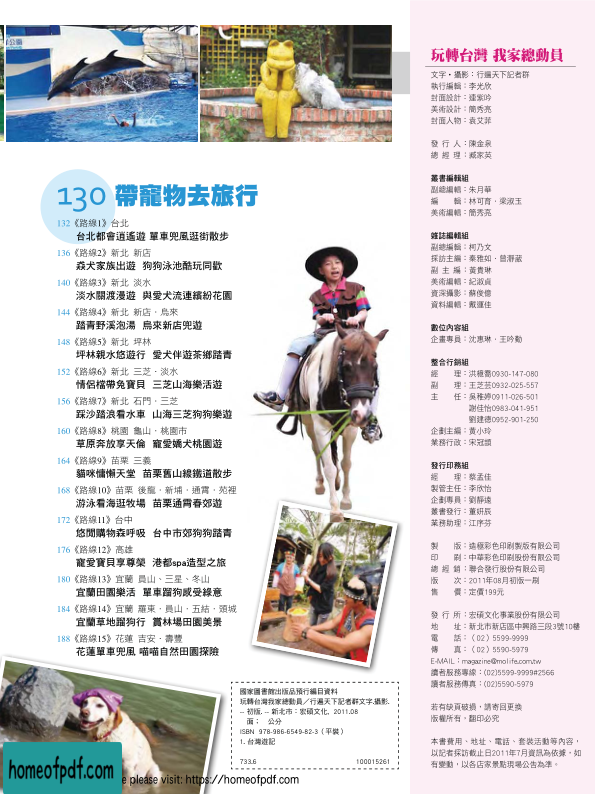 130 帶寵物去旅行
132《路線1》台北
台北都會逍遙遊 單車兜風逛街散步
136《路線2》新北 新店
猋犬家族出遊 狗狗泳池酷玩同歡
140《路線3》新北 淡水
淡水關渡漫遊 與愛犬流連繽紛花園
144《路線4》新北 新店、烏來
踏青野溪泡湯 烏來新店兜遊
148《路線5》新北 坪林
坪林親水悠遊行 愛犬伴遊茶鄉踏青
152《路線6》新北 三芝、淡水
情侶檔帶兔寶貝 三芝山海樂活遊
156《路線7》新北 石門、三芝
踩沙踏浪看水車 山海三芝狗狗樂遊
160《路線8》桃園 龜山、桃園市
草原奔放享天倫 寵愛嬌犬桃園遊
164《路線9》苗栗 三義
貓咪慵懶天堂 苗栗舊山線鐵道散步
168《路線10》苗栗 後龍、新埔、通霄、苑裡
游泳看海逛牧場 苗栗通霄春郊遊
172《路線11》台中
悠閒購物森呼吸 台中市郊狗狗踏青
176《路線12》高雄
寵愛寶貝享尊榮 港都spa造型之旅
180《路線13》宜蘭 員山、三星、冬山
宜蘭田園樂活 單車蹓狗感受綠意
184《路線14》宜蘭 羅東、員山、五結、頭城
宜蘭草地蹓狗行 賞林場田園美景
188《路線15》花蓮 吉安、壽豐
花蓮單車兜風 喵喵自然田園探險
國家圖書館出版品預行編目資料
玩轉台灣我家總動員／行遍天下記者群文字.攝影.
-- 初版. -- 新北市：宏碩文化, 2011.08
面； 公分
ISBN 978-986-6549-82-3（平裝）
1. 台灣遊記
733.6 100015261
homeofpdf.com
e please visit: https://homeofpdf.com
玩轉台灣 我家總動員
文字‧攝影：行遍天下記者群
執行編輯：李光欣
封面設計：連紫吟
美術設計：簡秀亮
封面人物：袁艾菲
發 行 人：陳金泉
總 經 理：臧家英
叢書編輯組
副總編輯：朱月華
編 輯：林可育．梁淑玉
美術編輯：簡秀亮
雜誌編輯組
副總編輯：柯乃文
採訪主編：秦雅如．曾瀞葳
副 主 編：黃貴琳
美術編輯：紀淑貞
資深攝影：蘇俊億
資料編輯：戴運佳
數位內容組
企畫專員：沈惠琳．王吟勳
整合行銷組
經 理：洪檀喬0930-147-080
副 理：王芝芸0932-025-557
主 任：吳雅婷0911-026-501
謝佳怡0983-041-951
劉建德0952-901-250
企劃主編：黃小玲
業務行政：宋冠頡
發行印務組
經 理：蔡孟佳
製管主任：李欣怡
企劃專員：劉靜達
叢書發行：董妍辰
業務助理：江序芬
製 版：造極彩色印刷製版有限公司
印 刷：中華彩色印刷股份有限公司
總 經 銷：聯合發行股份有限公司
版 次：2011年08月初版一刷
售 價：定價199元
發 行 所：宏碩文化事業股份有限公司
地 址：新北市新店區中興路三段3號10樓
電 話：（02）5599-9999
傳 真：（02）5590-5979
E-MAIL：magazine@molife.com.tw
讀者服務專線：(02)5599-9999#2566
讀者服務傳真：(02)5590-5979
若有缺頁破損，請寄回更換
版權所有，翻印必究
本書費用、地址、電話、套裝活動等內容，
以記者採訪截止日2011年7月資訊為依據，如
有變動，以各店家景點現場公告為準。